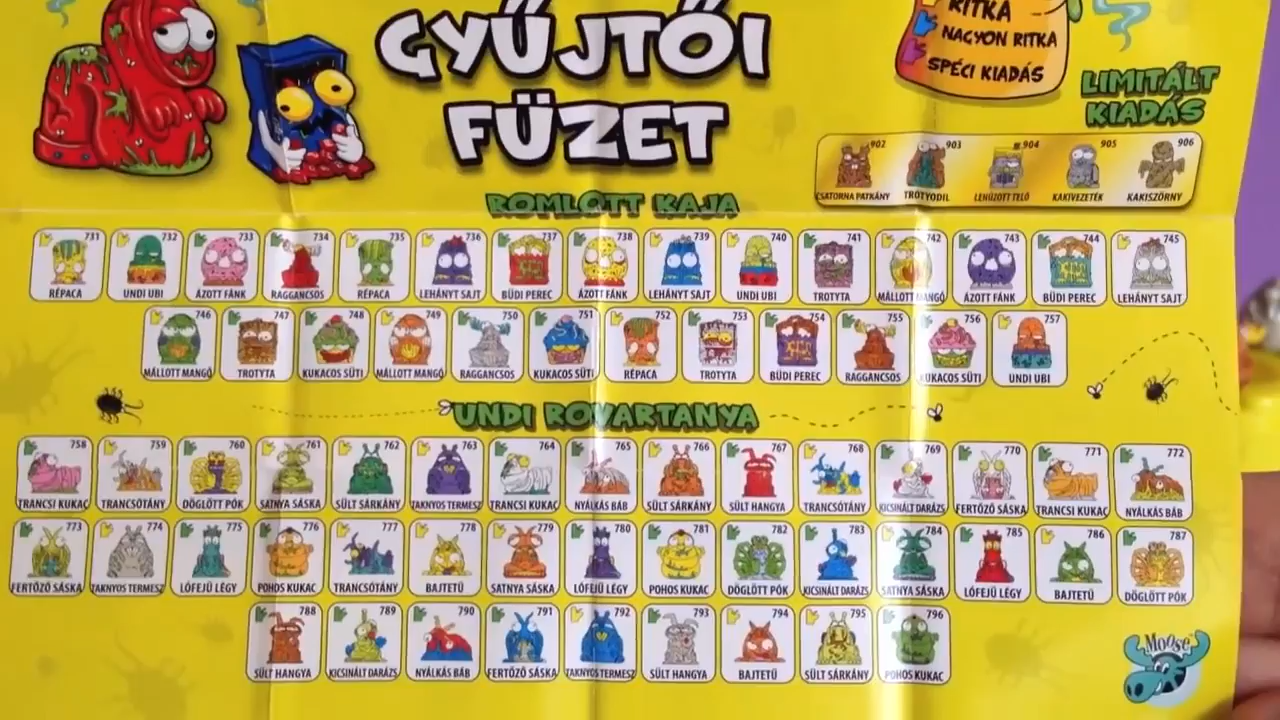 GYŰJTŐI
FÜZET
RITKA
NAGYON RITKA
SPÉCI KIADÁS
LIMITÁLT
KIADÁS
902 903 904 905 906
CSATORNA PATKÁNY TROTYODIL LENÚZOTT TELÓ KAKIVEZETÉK KAKISZÖRNY
ROMLOTT KAJA
731 732 733 734 735 736 737 738 739 740 741 742 743 744 745
RÉPACA UNDI UBI ÁZOTT FÁNK RAGGANCSOS RÉPACA LEHÁNYT SAJT BÜDI PEREC ÁZOTT FÁNK LEHÁNYT SAJT UNDI UBI TROTYTA MÁLLOTT MANGÓ ÁZOTT FÁNK BÜDI PEREC LEHÁNYT SAJT
746 747 748 749 750 751 752 753 754 755 756 757
MÁLLOTT MANGÓ TROTYTA KUKACOS SÜTI MÁLLOTT MANGÓ RAGGANCSOS KUKACOS SÜTI RÉPACA TROTYTA BÜDI PEREC RAGGANCSOS KUKACOS SÜTI UNDI UBI
UNDI ROVARTANYA
758 759 760 761 762 763 764 765 766 767 768 769 770 771 772
TRANCSI KUKAC TRANCSÓTÁNY DÖGLÖTT PÓK SATNYA SÁSKA SÜLT SÁRKÁNY TAKNYOS TERMESZ TRANCSI KUKAC NYÁLKÁS BÁB SÜLT SÁRKÁNY SÜLT HANGYA TRANCSÓTÁNY KICSINÁLT DARÁZS FERTŐZŐ SÁSKA TRANCSI KUKAC NYÁLKÁS BÁB
773 774 775 776 777 778 779 780 781 782 783 784 785 786 787
FERTŐZŐ SÁSKA TAKNYOS TERMESZ LÓFEJŰ LÉGY POHOS KUKAC TRANCSÓTÁNY BAJTETŰ SATNYA SÁSKA LÓFEJŰ LÉGY POHOS KUKAC DÖGLÖTT PÓK KICSINÁLT DARÁZS SATNYA SÁSKA LÓFEJŰ LÉGY BAJTETŰ DÖGLÖTT PÓK
788 789 790 791 792 793 794 795 796
SÜLT HANGYA KICSINÁLT DARÁZS NYÁLKÁS BÁB FERTŐZŐ SÁSKA TAKNYOS TERMESZ SÜLT HANGYA BAJTETŰ SÜLT SÁRKÁNY POHOS KUKAC
Moose